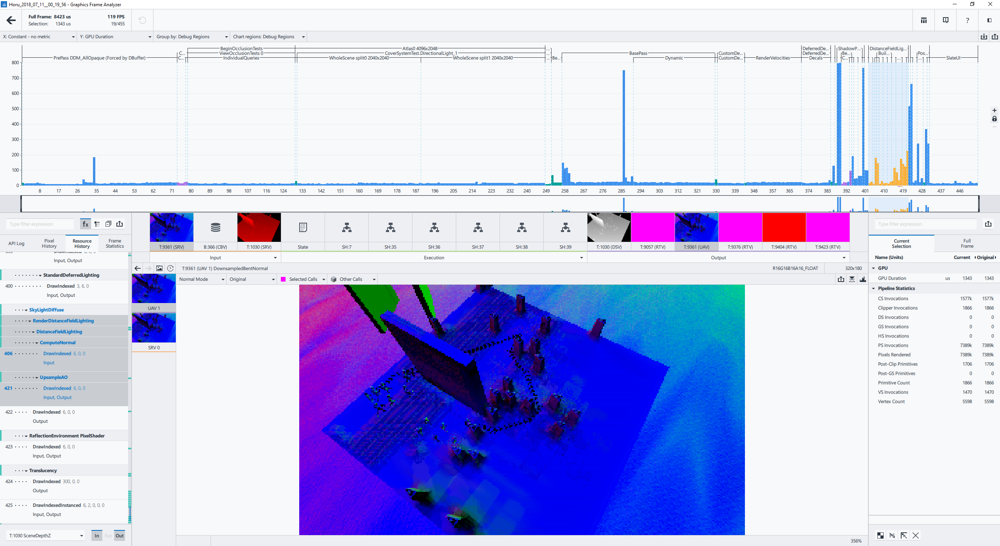 Horu_2018_07_11__00_19_56 - Graphics Frame Analyzer
Full Frame: 8423 us 119 FPS
Selection: 1343 us 19/455
X: Constant - no metric Y: GPU Duration Group by: Debug Regions Chart regions: Debug Regions
BeginOcclusionTests Atlas0 4096x2048 ... DeferredDe... ShadowP... DistanceFieldLig...
C... ViewOcclusionTests 0 CoverSystemTest.DirectionalLight_1 ... BasePass CustomDe... DeferredDe... Be... Buil... Pos...
PrePass DDM_AllOpaque (Forced by DBuffer) C... IndividualQueries WholeScene split0 2040x2040 WholeScene split1 2040x2040 ... Be... Dynamic CustomDe... RenderVelocities Decals C... ... ... SlateUI
800
700
600
500
400
300
200
100
0
8 17 26 35 44 53 62 71 80 89 98 107 116 124 133 142 151 160 169 178 187 196 205 214 223 232 240 249 258 267 276 285 294 303 312 321 330 339 348 357 365 374 383 392 401 410 419 428 437 446
Type filter expression fx
API Log Pixel History Resource History Frame Statistics
Input, Output
StandardDeferredLighting
400 DrawIndexed 3, 6, 0
Input, Output
SkyLightDiffuse
RenderDistanceFieldLighting
DistanceFieldLighting
ComputeNormal
406 DrawIndexed 6, 0, 0
Input
UpsampleAO
421 DrawIndexed 6, 0, 0
Input, Output
422 DrawIndexed 6, 0, 0
Output
ReflectionEnvironment PixelShader
423 DrawIndexed 6, 0, 0
Input, Output
Translucency
424 DrawIndexed 300, 0, 0
Output
425 DrawIndexedInstanced 6, 2, 0, 0, 0
Input, Output
T:1030 SceneDepthZ In Exe Out
T:9361 (SRV) B:366 (CBV) T:1030 (SRV) State SH:7 SH:35 SH:36 SH:37 SH:38 SH:39 T:1030 (DSV) T:9057 (RTV) T:9361 (UAV) T:9376 (RTV) T:9404 (RTV) T:9423 (RTV)
Input Execution Output
T:9361 (UAV 1) DownsampledBentNormal R16G16B16A16_FLOAT 320x180
Normal Mode Original Selected Calls Other Calls
UAV 1
SRV 0
356%
Type filter expression
Current Selection Full Frame
Name (Units) Current Original
GPU
GPU Duration us 1343 1343
Pipeline Statistics
CS Invocations 1577k 1577k
Clipper Invocations 1866 1866
DS Invocations 0 0
GS Invocations 0 0
HS Invocations 0 0
PS Invocations 7389k 7389k
Pixels Rendered 7389k 7389k
Post-Clip Primitives 1706 1706
Post-GS Primitives 0 0
Primitive Count 1866 1866
VS Invocations 1470 1470
Vertex Count 5598 5598
PS